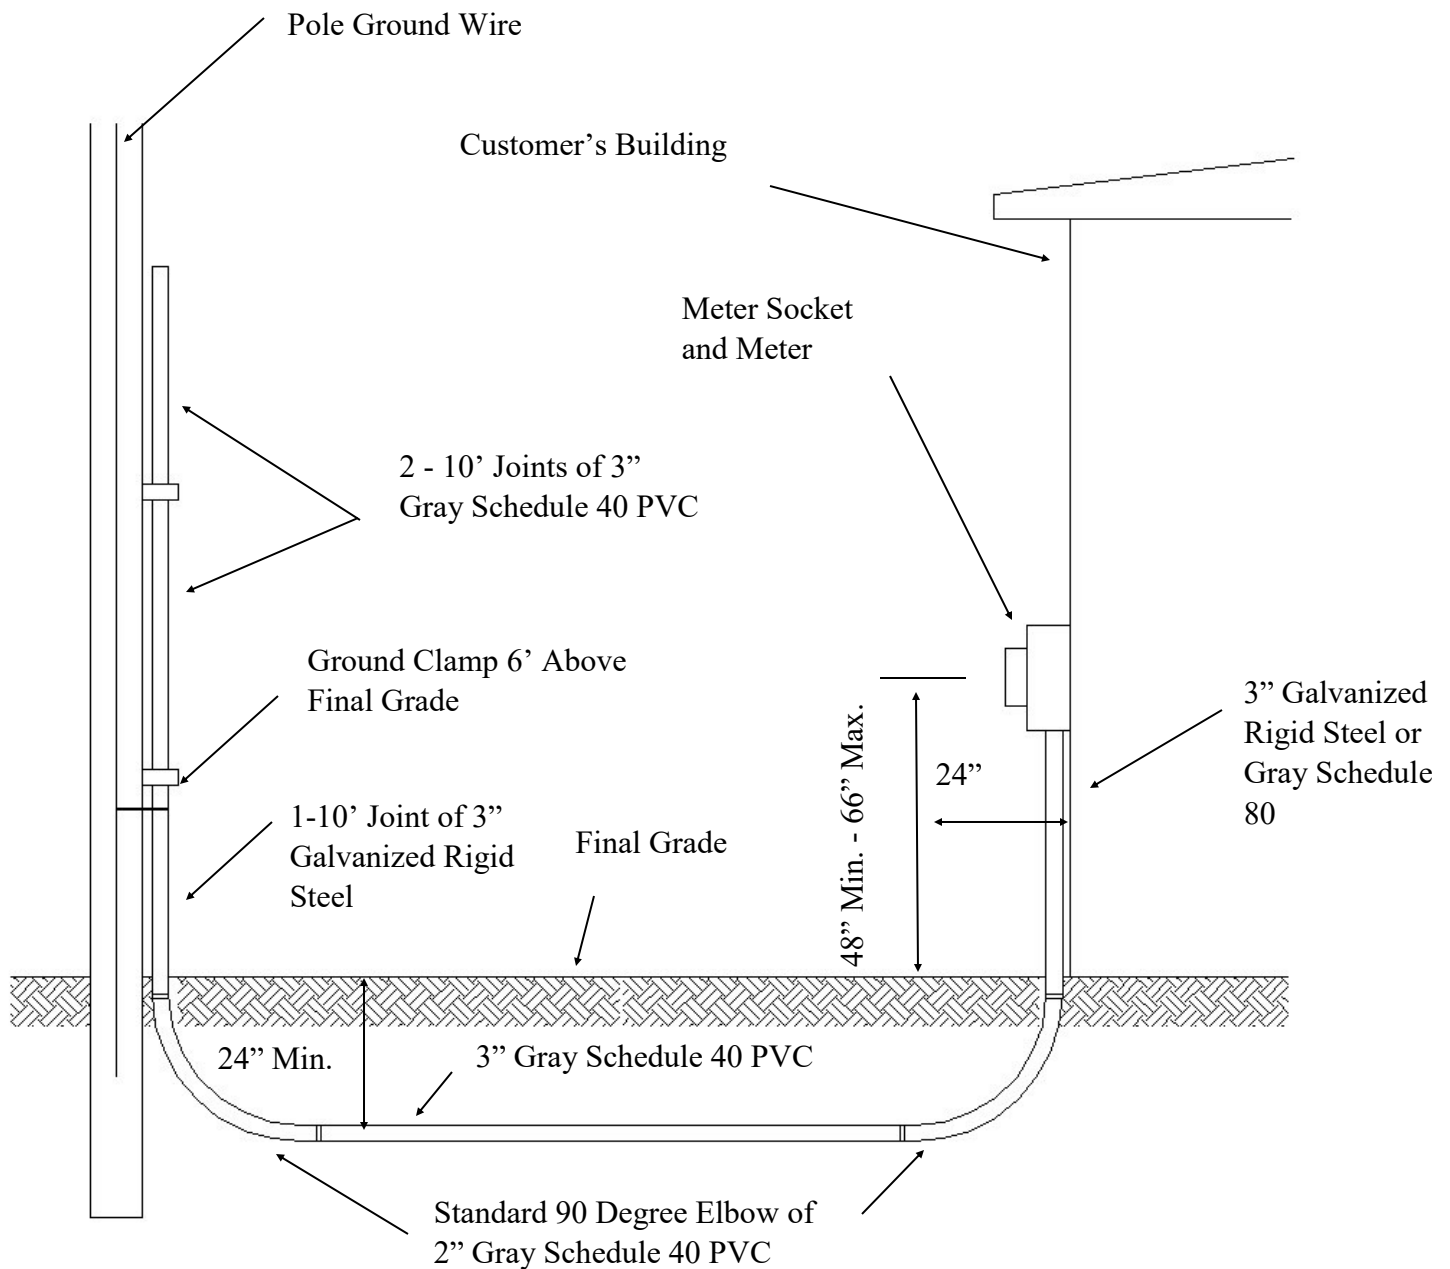 Pole Ground Wire
Customer’s Building
Meter Socket
and Meter
2 - 10’ Joints of 3”
Gray Schedule 40 PVC
Ground Clamp 6’ Above
Final Grade
3” Galvanized
Rigid Steel or
Gray Schedule
80
48” Min. - 66” Max.
24”
1-10’ Joint of 3”
Galvanized Rigid
Steel
Final Grade
24” Min.
3” Gray Schedule 40 PVC
Standard 90 Degree Elbow of
2” Gray Schedule 40 PVC